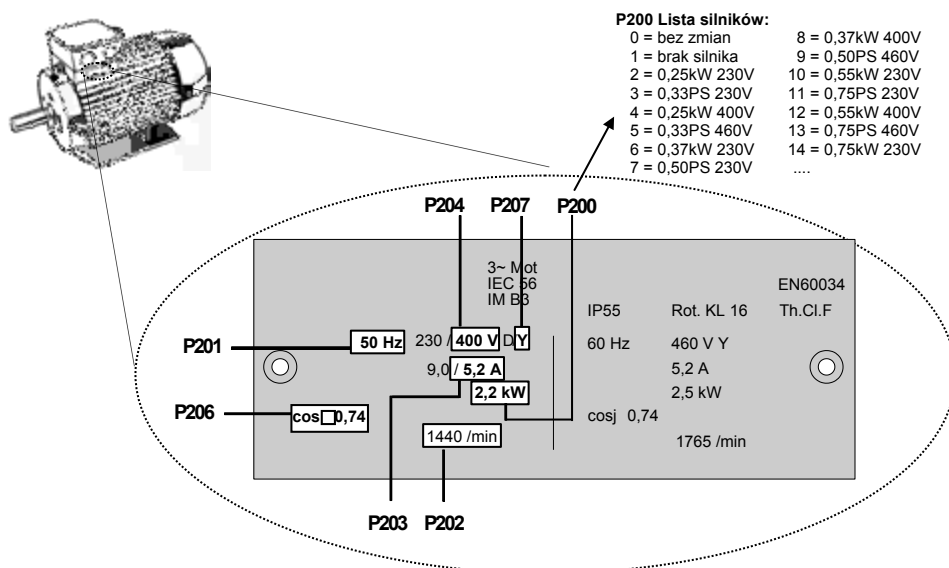 P200 Lista silników:
0 = bez zmian
1 = brak silnika
2 = 0,25kW 230V
3 = 0,33PS 230V
4 = 0,25kW 400V
5 = 0,33PS 460V
6 = 0,37kW 230V
7 = 0,50PS 230V
8 = 0,37kW 400V
9 = 0,50PS 460V
10 = 0,55kW 230V
11 = 0,75PS 230V
12 = 0,55kW 400V
13 = 0,75PS 460V
14 = 0,75kW 230V
....
P204 P207 P200
3~ Mot
IEC 56
IM B3
EN60034
IP55 Rot. KL 16 Th.Cl.F
P201 50 Hz 230 / 400 V D Y 60 Hz 460 V Y
9,0 / 5,2 A 5,2 A
2,2 kW 2,5 kW
P206 cos□0,74 cosj 0,74
1440 /min 1765 /min
P203 P202